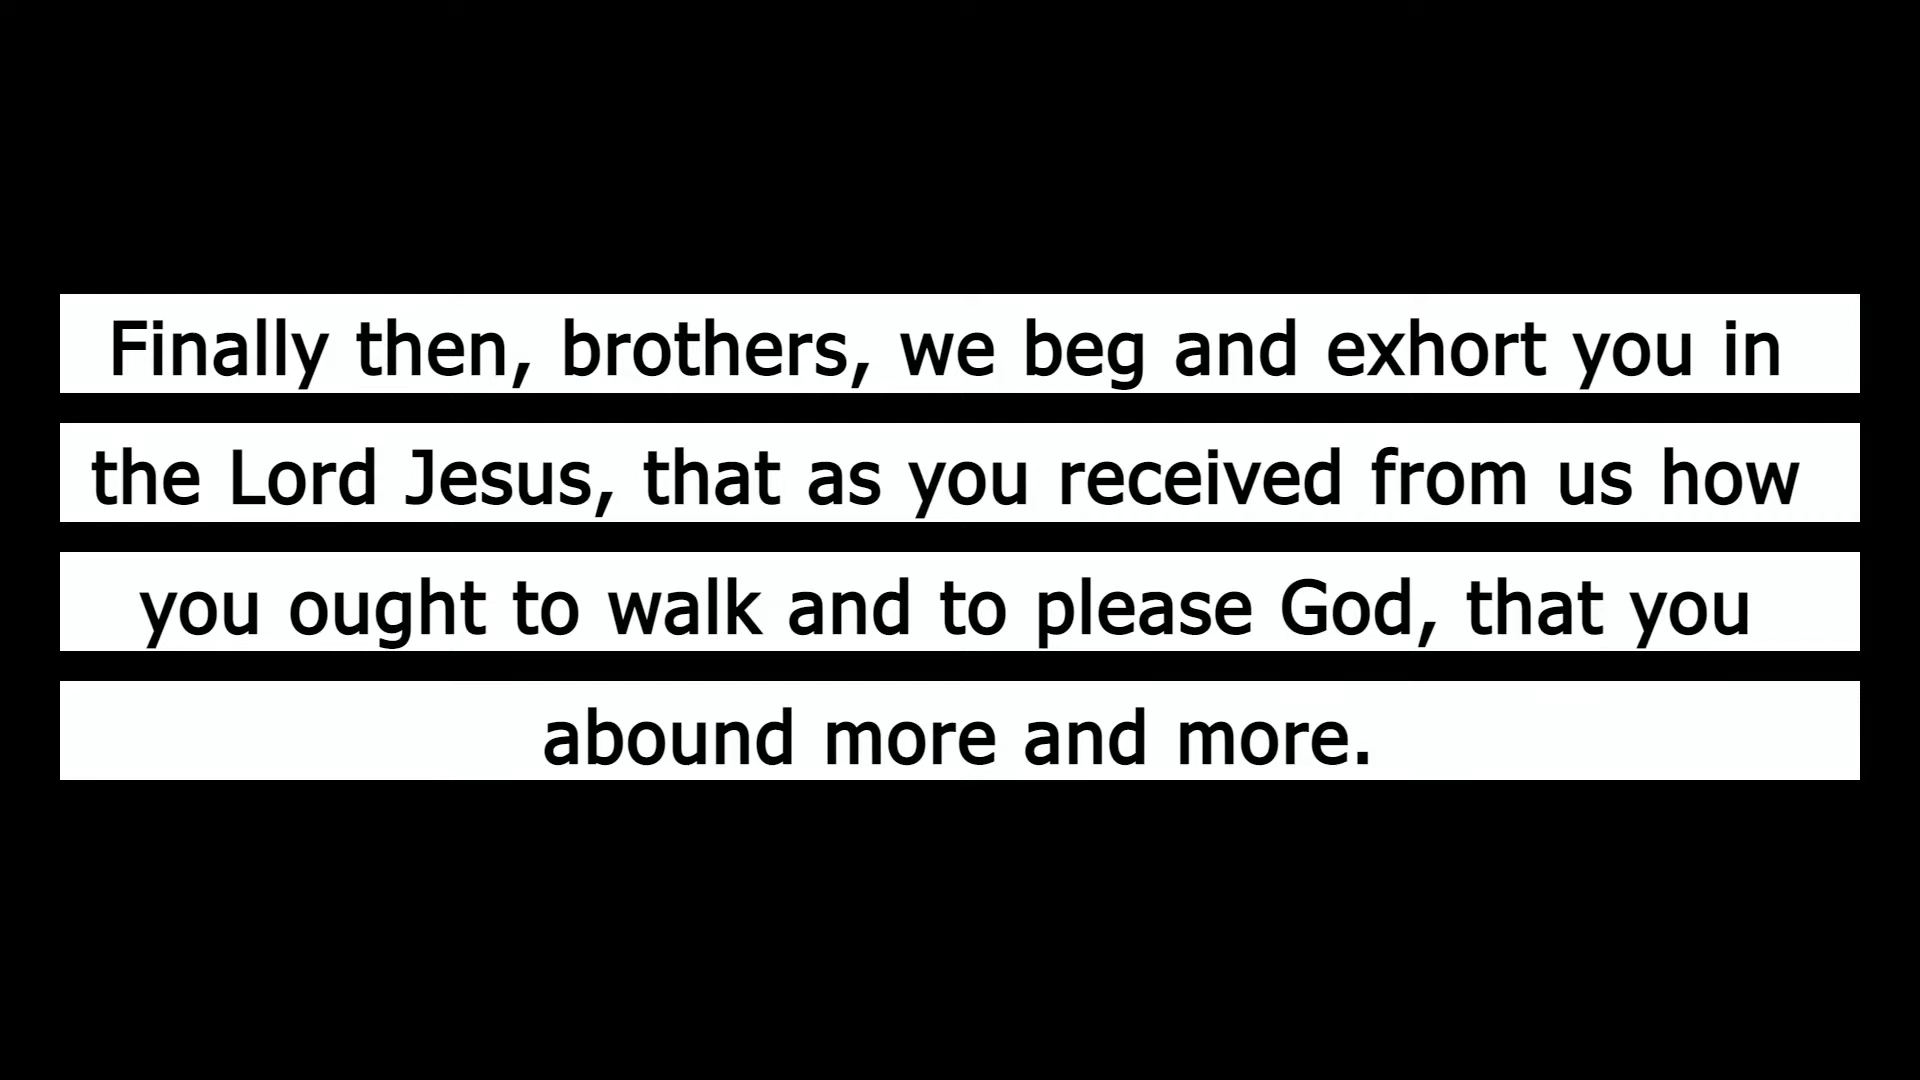 Finally then, brothers, we beg and exhort you in
the Lord Jesus, that as you received from us how
you ought to walk and to please God, that you
abound more and more.